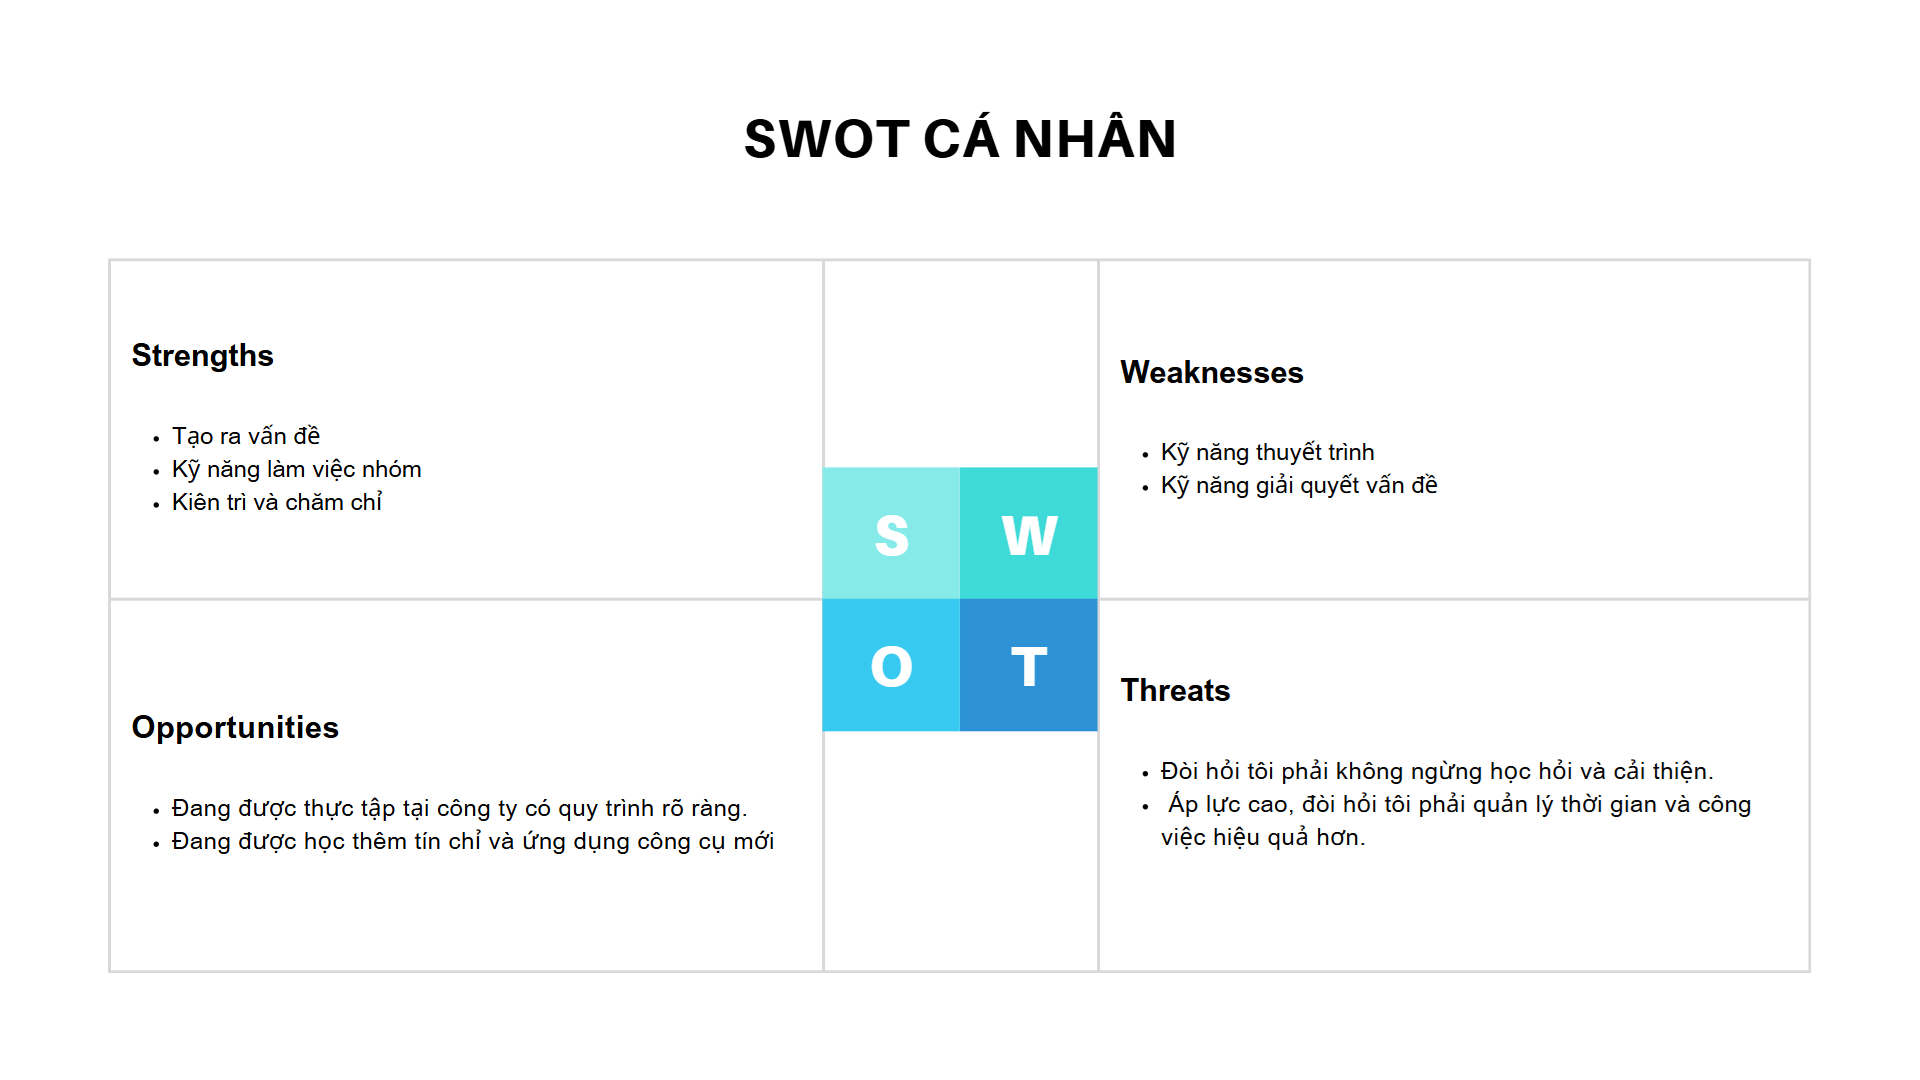 SWOT CÁ NHÂN
Strengths
• Tạo ra vấn đề
• Kỹ năng làm việc nhóm
• Kiên trì và chăm chỉ
Weaknesses
• Kỹ năng thuyết trình
• Kỹ năng giải quyết vấn đề
S W
O T
Opportunities
• Đang được thực tập tại công ty có quy trình rõ ràng.
• Đang được học thêm tín chỉ và ứng dụng công cụ mới
Threats
• Đòi hỏi tôi phải không ngừng học hỏi và cải thiện.
• Áp lực cao, đòi hỏi tôi phải quản lý thời gian và công
việc hiệu quả hơn.